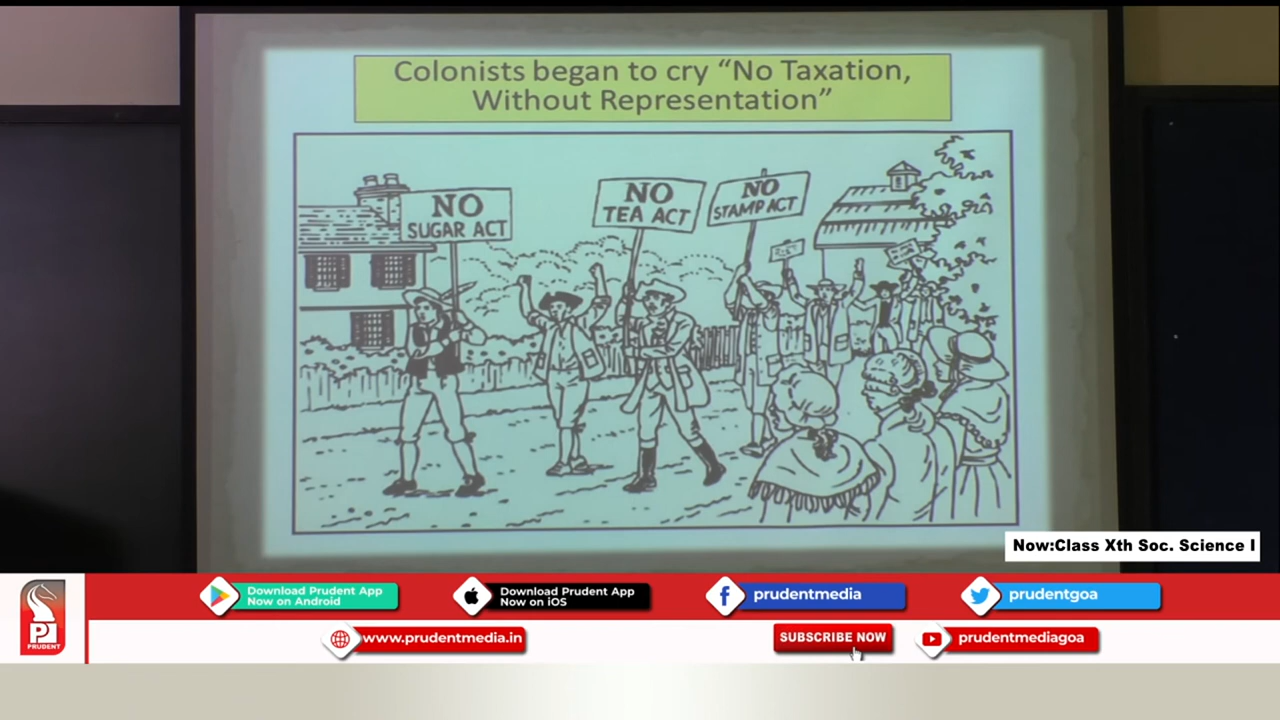 Colonists began to cry “No Taxation,
Without Representation”
NO
SUGAR ACT
NO
TEA ACT
NO
STAMP ACT
Now:Class Xth Soc. Science I
Download Prudent App
Now on Android
Download Prudent App
Now on iOS
prudentmedia
prudentgoa
PRUDENT
www.prudentmedia.in
SUBSCRIBE NOW
prudentmediagoa